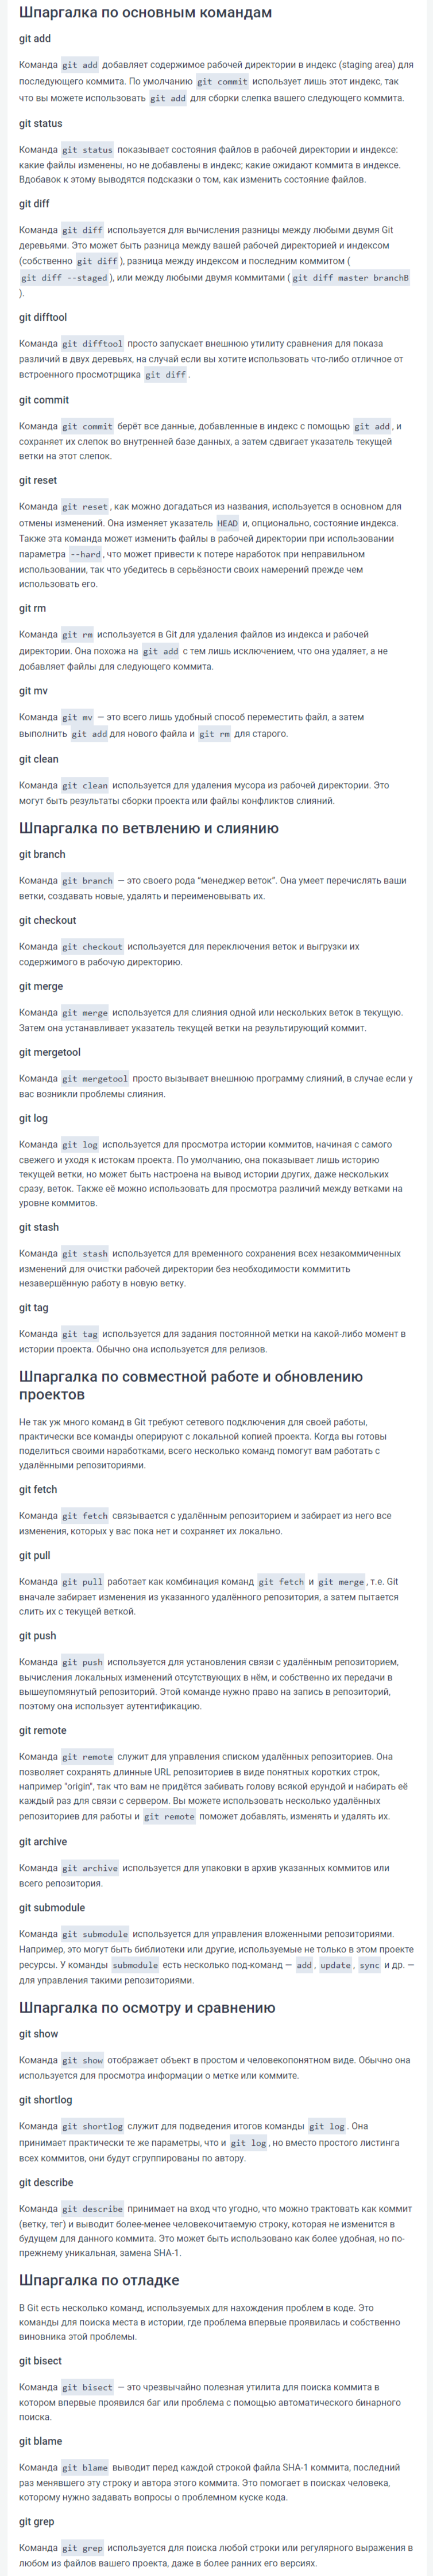 Шпаргалка по основным командам
git add
Команда git add добавляет содержимое рабочей директории в индекс (staging area) для
последующего коммита. По умолчанию git commit использует лишь этот индекс, так
что вы можете использовать git add для сборки слепка вашего следующего коммита.
git status
Команда git status показывает состояния файлов в рабочей директории и индексе:
какие файлы изменены, но не добавлены в индекс; какие ожидают коммита в индексе.
Вдобавок к этому выводятся подсказки о том, как изменить состояние файлов.
git diff
Команда git diff используется для вычисления разницы между любыми двумя Git
деревьями. Это может быть разница между вашей рабочей директорией и индексом
(собственно git diff ), разница между индексом и последним коммитом (
git diff --staged ), или между любыми двумя коммитами ( git diff master branchB
).
git difftool
Команда git difftool просто запускает внешнюю утилиту сравнения для показа
различий в двух деревьях, на случай если вы хотите использовать что-либо отличное от
встроенного просмотрщика git diff .
git commit
Команда git commit берёт все данные, добавленные в индекс с помощью git add , и
сохраняет их слепок во внутренней базе данных, а затем сдвигает указатель текущей
ветки на этот слепок.
git reset
Команда git reset , как можно догадаться из названия, используется в основном для
отмены изменений. Она изменяет указатель HEAD и, опционально, состояние индекса.
Также эта команда может изменить файлы в рабочей директории при использовании
параметра --hard , что может привести к потере наработок при неправильном
использовании, так что убедитесь в серьёзности своих намерений прежде чем
использовать его.
git rm
Команда git rm используется в Git для удаления файлов из индекса и рабочей
директории. Она похожа на git add с тем лишь исключением, что она удаляет, а не
добавляет файлы для следующего коммита.
git mv
Команда git mv — это всего лишь удобный способ переместить файл, а затем
выполнить git add для нового файла и git rm для старого.
git clean
Команда git clean используется для удаления мусора из рабочей директории. Это
могут быть результаты сборки проекта или файлы конфликтов слияний.
Шпаргалка по ветвлению и слиянию
git branch
Команда git branch — это своего рода “менеджер веток”. Она умеет перечислять ваши
ветки, создавать новые, удалять и переименовывать их.
git checkout
Команда git checkout используется для переключения веток и выгрузки их
содержимого в рабочую директорию.
git merge
Команда git merge используется для слияния одной или нескольких веток в текущую.
Затем она устанавливает указатель текущей ветки на результирующий коммит.
git mergetool
Команда git mergetool просто вызывает внешнюю программу слияний, в случае если у
вас возникли проблемы слияния.
git log
Команда git log используется для просмотра истории коммитов, начиная с самого
свежего и уходя к истокам проекта. По умолчанию, она показывает лишь историю
текущей ветки, но может быть настроена на вывод истории других, даже нескольких
сразу, веток. Также её можно использовать для просмотра различий между ветками на
уровне коммитов.
git stash
Команда git stash используется для временного сохранения всех незакоммиченных
изменений для очистки рабочей директории без необходимости коммитить
незавершённую работу в новую ветку.
git tag
Команда git tag используется для задания постоянной метки на какой-либо момент в
истории проекта. Обычно она используется для релизов.
Шпаргалка по совместной работе и обновлению
проектов
Не так уж много команд в Git требуют сетевого подключения для своей работы,
практически все команды оперируют с локальной копией проекта. Когда вы готовы
поделиться своими наработками, всего несколько команд помогут вам работать с
удалёнными репозиториями.
git fetch
Команда git fetch связывается с удалённым репозиторием и забирает из него все
изменения, которых у вас пока нет и сохраняет их локально.
git pull
Команда git pull работает как комбинация команд git fetch и git merge , т.е. Git
вначале забирает изменения из указанного удалённого репозитория, а затем пытается
слить их с текущей веткой.
git push
Команда git push используется для установления связи с удалённым репозиторием,
вычисления локальных изменений отсутствующих в нём, и собственно их передачи в
вышеупомянутый репозиторий. Этой команде нужно право на запись в репозиторий,
поэтому она использует аутентификацию.
git remote
Команда git remote служит для управления списком удалённых репозиториев. Она
позволяет сохранять длинные URL репозиториев в виде понятных коротких строк,
например "origin", так что вам не придётся забивать голову всякой ерундой и набирать её
каждый раз для связи с сервером. Вы можете использовать несколько удалённых
репозиториев для работы и git remote поможет добавлять, изменять и удалять их.
git archive
Команда git archive используется для упаковки в архив указанных коммитов или
всего репозитория.
git submodule
Команда git submodule используется для управления вложенными репозиториями.
Например, это могут быть библиотеки или другие, используемые не только в этом проекте
ресурсы. У команды submodule есть несколько под-команд — add , update , sync и др. —
для управления такими репозиториями.
Шпаргалка по осмотру и сравнению
git show
Команда git show отображает объект в простом и человекопонятном виде. Обычно она
используется для просмотра информации о метке или коммите.
git shortlog
Команда git shortlog служит для подведения итогов команды git log . Она
принимает практически те же параметры, что и git log , но вместо простого листинга
всех коммитов, они будут сгруппированы по автору.
git describe
Команда git describe принимает на вход что угодно, что можно трактовать как коммит
(ветку, тег) и выводит более-менее человекочитаемую строку, которая не изменится в
будущем для данного коммита. Это может быть использовано как более удобная, но по-
прежнему уникальная, замена SHA-1.
Шпаргалка по отладке
В Git есть несколько команд, используемых для нахождения проблем в коде. Это
команды для поиска места в истории, где проблема впервые проявилась и собственно
виновника этой проблемы.
git bisect
Команда git bisect — это чрезвычайно полезная утилита для поиска коммита в
котором впервые проявился баг или проблема с помощью автоматического бинарного
поиска.
git blame
Команда git blame выводит перед каждой строкой файла SHA-1 коммита, последний
раз менявшего эту строку и автора этого коммита. Это помогает в поисках человека,
которому нужно задавать вопросы о проблемном куске кода.
git grep
Команда git grep используется для поиска любой строки или регулярного выражения в
любом из файлов вашего проекта, даже в более ранних его версиях.